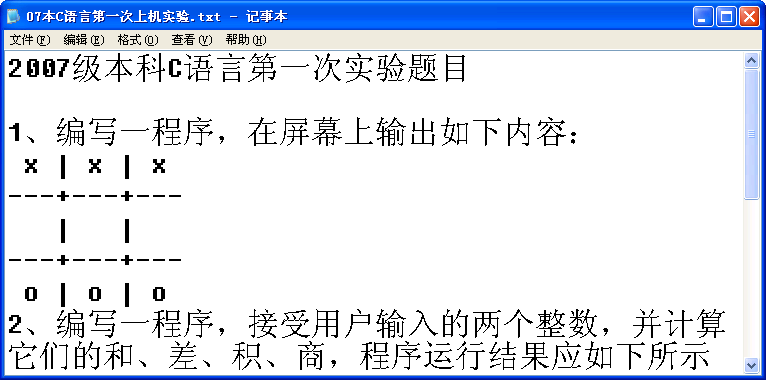 07本C语言第一次上机实验.txt - 记事本
文件(F) 编辑(E) 格式(O) 查看(V) 帮助(H)
2007级本科C语言第一次实验题目
1、编写一程序，在屏幕上输出如下内容：
 X | X | X
---+---+---
   |   |
---+---+---
 O | O | O
2、编写一程序，接受用户输入的两个整数，并计算
它们的和、差、积、商，程序运行结果应如下所示